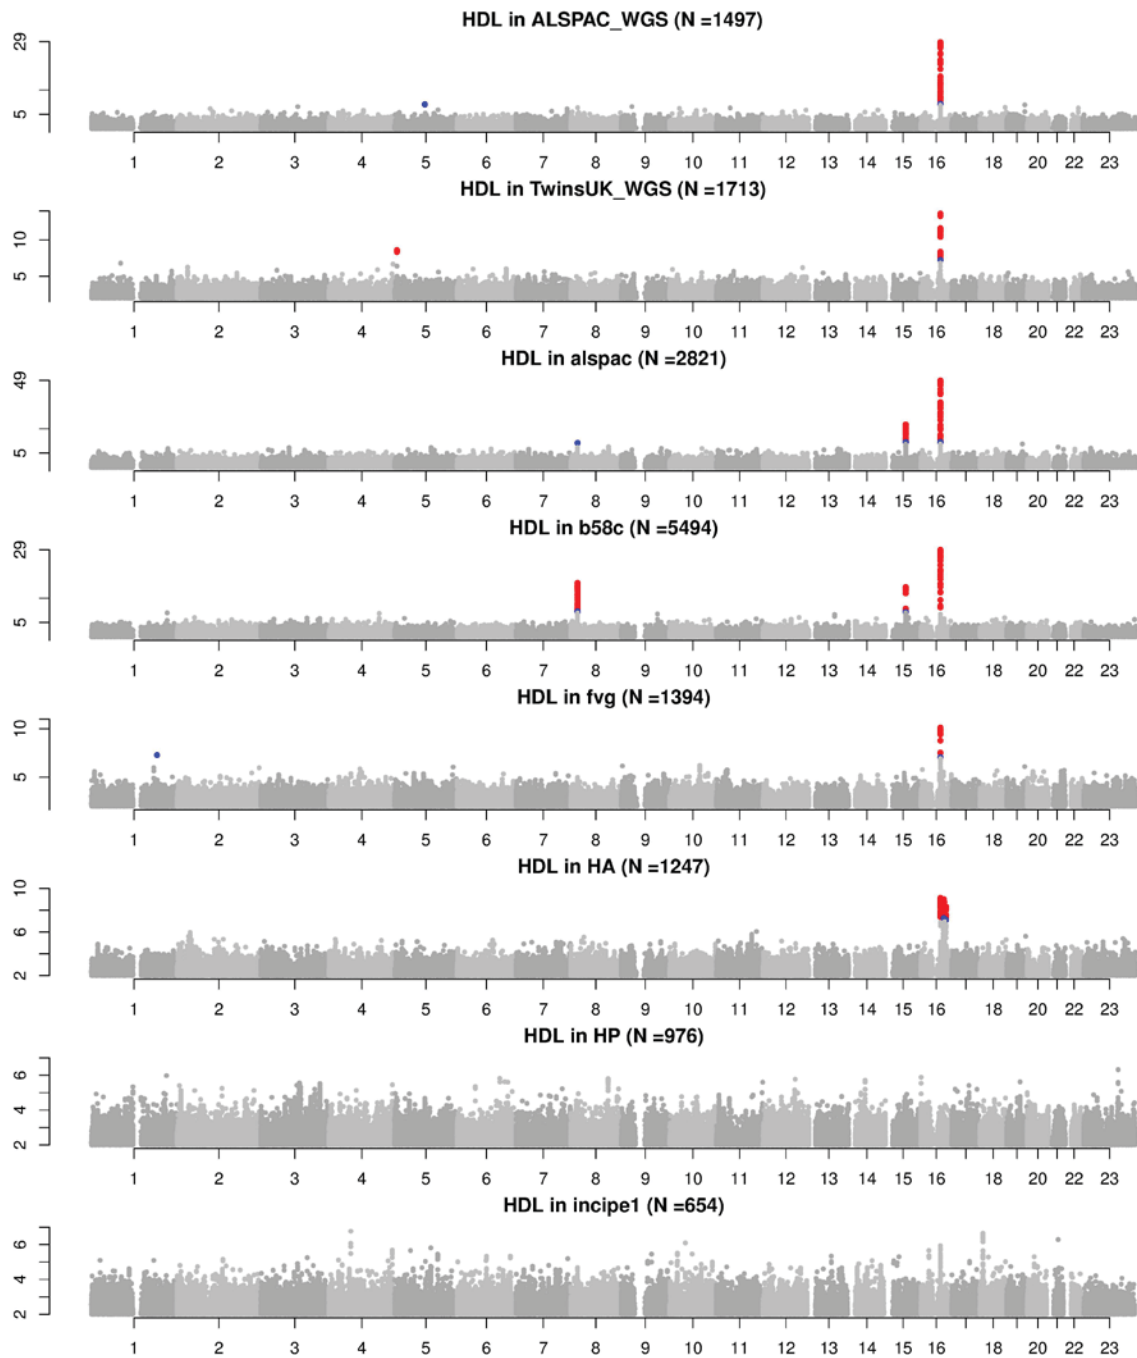 HDL in ALSPAC_WGS (N =1497)
29
5
1 2 3 4 5 6 7 8 9 10 11 12 13 14 15 16 18 20 22 23
HDL in TwinsUK_WGS (N =1713)
10
5
1 2 3 4 5 6 7 8 9 10 11 12 13 14 15 16 18 20 22 23
HDL in alspac (N =2821)
49
5
1 2 3 4 5 6 7 8 9 10 11 12 13 14 15 16 18 20 22 23
HDL in b58c (N =5494)
29
5
1 2 3 4 5 6 7 8 9 10 11 12 13 14 15 16 18 20 22 23
HDL in fvg (N =1394)
10
5
1 2 3 4 5 6 7 8 9 10 11 12 13 14 15 16 18 20 22 23
HDL in HA (N =1247)
10
6
2
1 2 3 4 5 6 7 8 9 10 11 12 13 14 15 16 18 20 22 23
HDL in HP (N =976)
6
4
2
1 2 3 4 5 6 7 8 9 10 11 12 13 14 15 16 18 20 22 23
HDL in incipe1 (N =654)
6
4
2
1 2 3 4 5 6 7 8 9 10 11 12 13 14 15 16 18 20 22 23